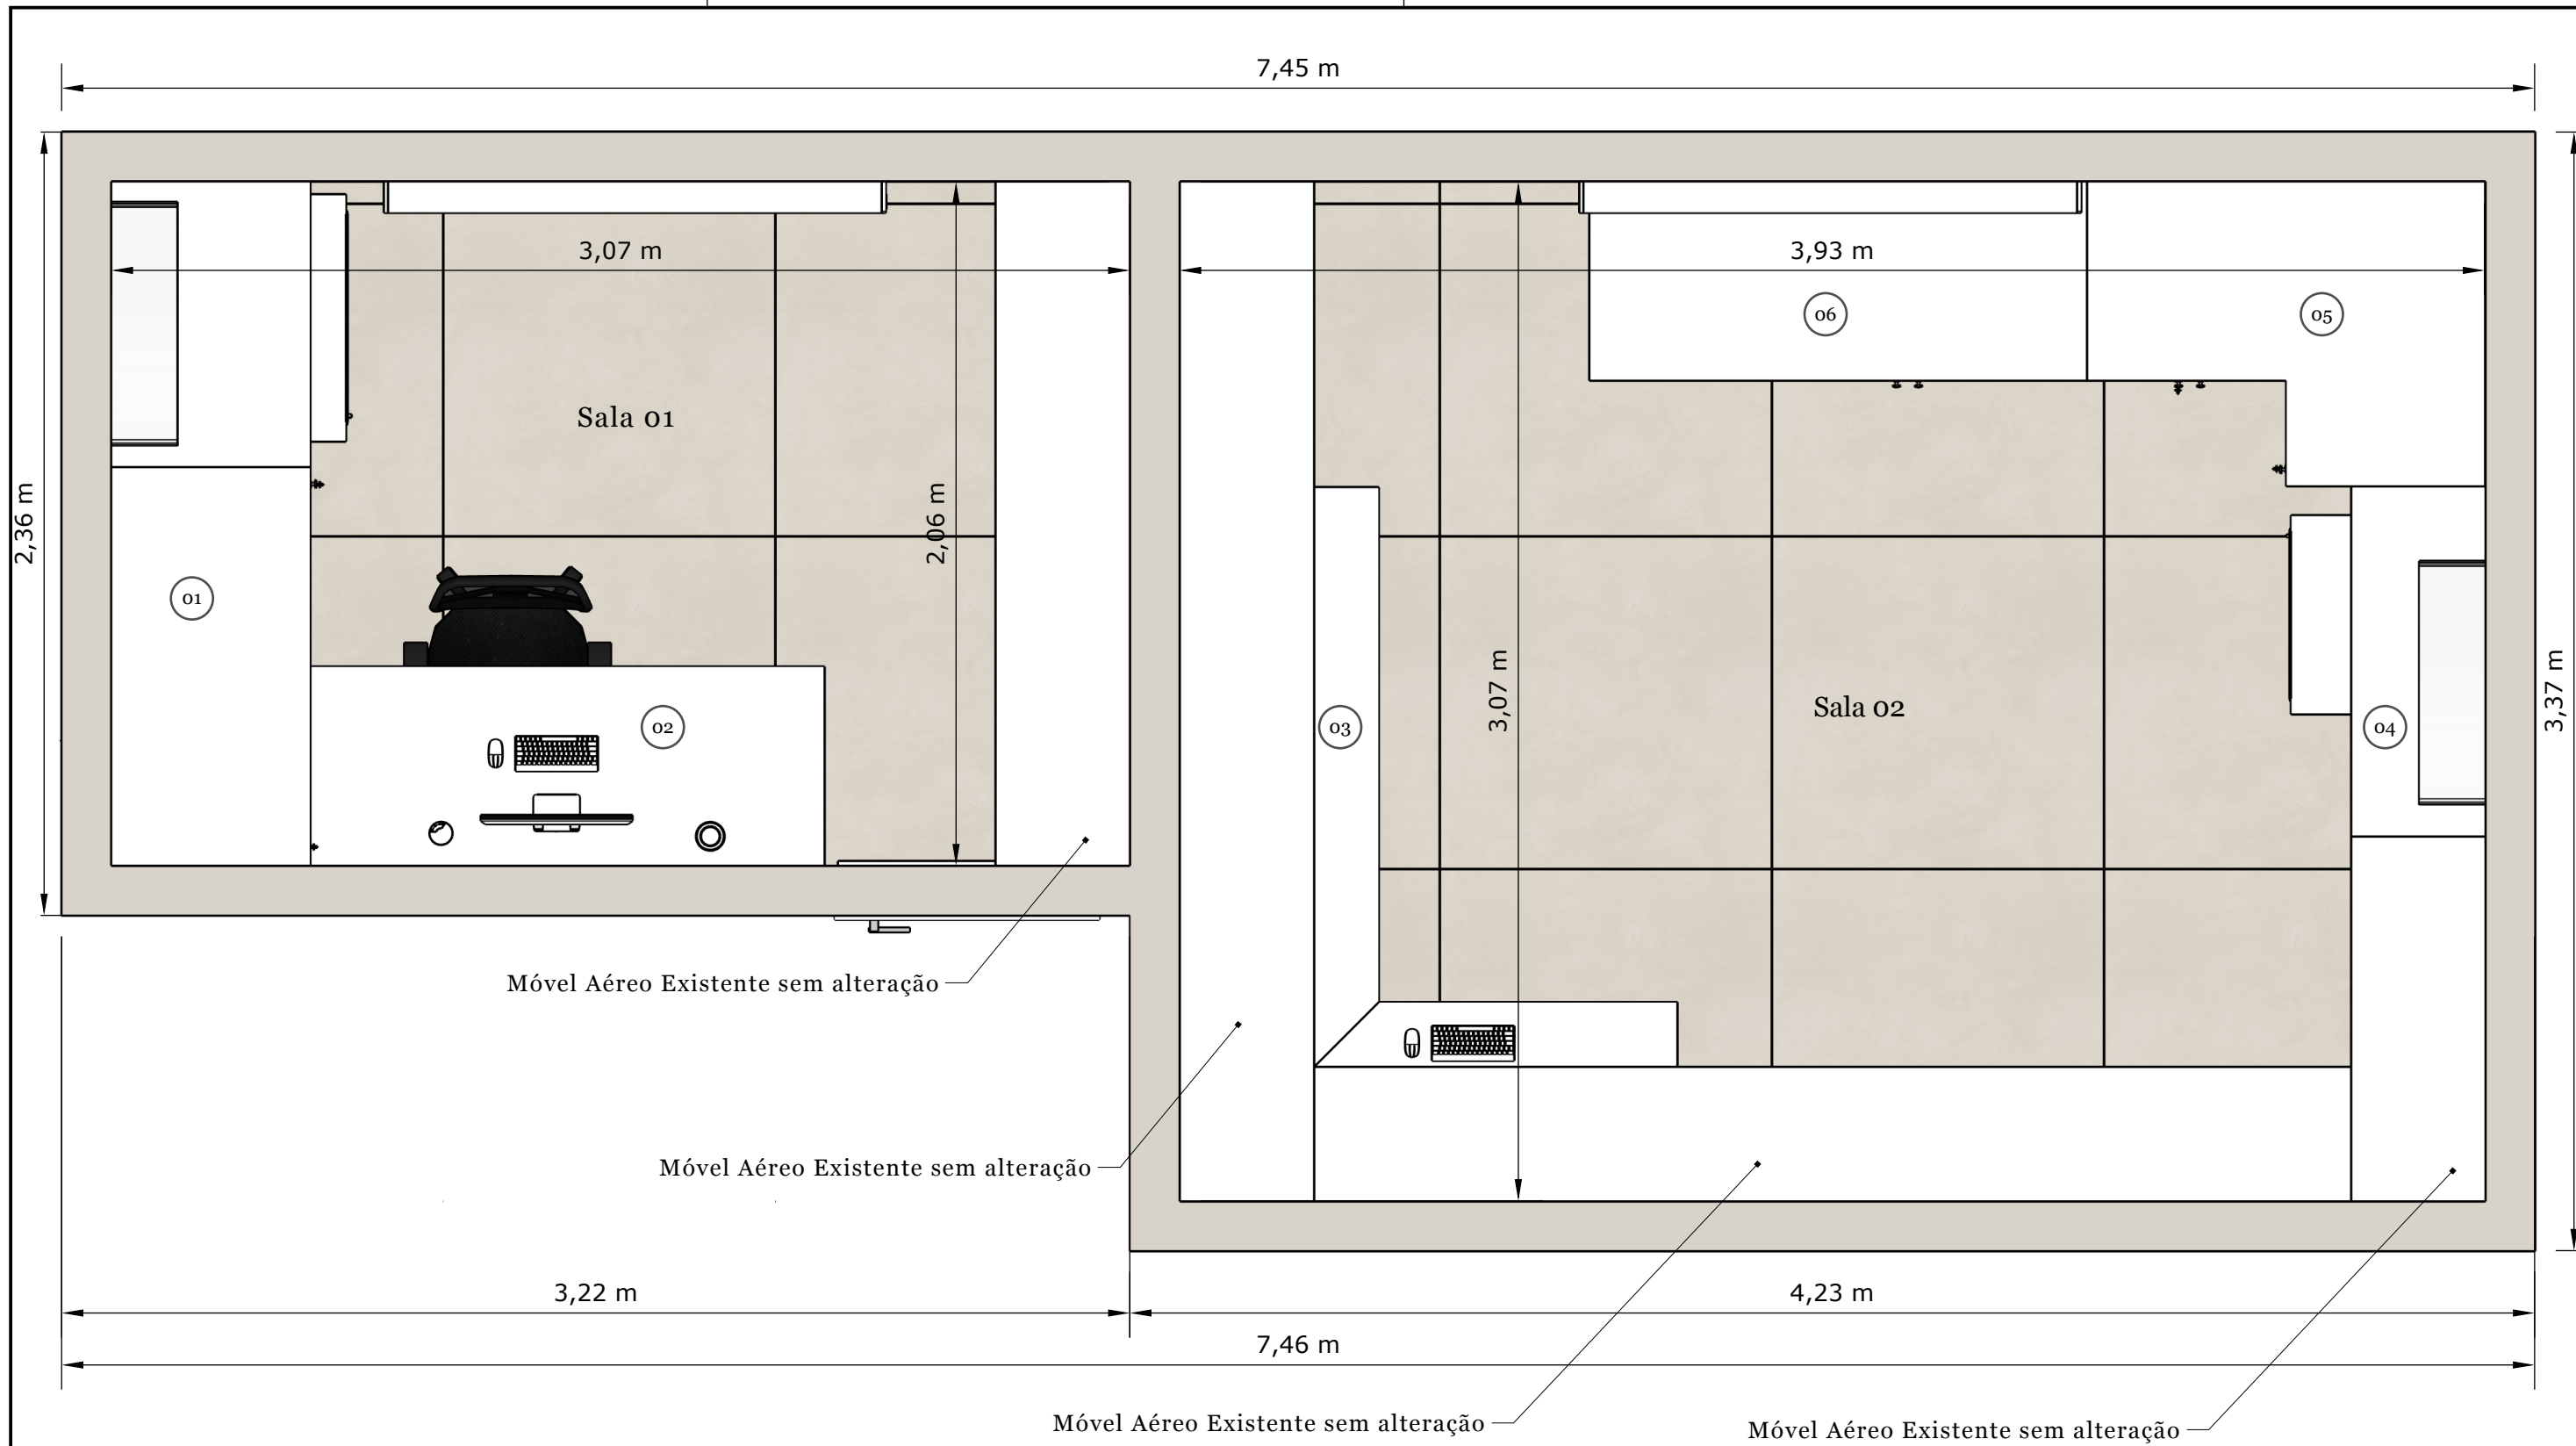 7,45 m
3,07 m
3,93 m
06
05
Sala 01
2,36 m
2,06 m
01
3,07 m
Sala 02
3,37 m
02
03
04
Móvel Aéreo Existente sem alteração
Móvel Aéreo Existente sem alteração
3,22 m
4,23 m
7,46 m
Móvel Aéreo Existente sem alteração
Móvel Aéreo Existente sem alteração